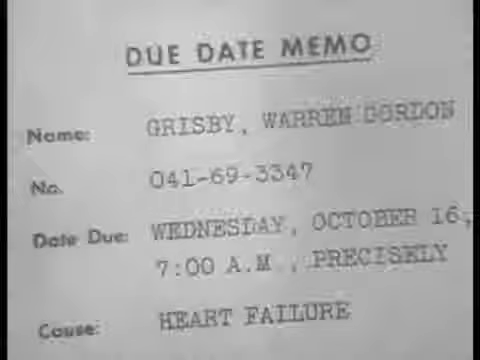 DUE DATE MEMO
Name: GRISBY, WARREN GORDON
No. 041-69-3347
Date Due: WEDNESDAY, OCTOBER 16,
7:00 A.M., PRECISELY
Cause: HEART FAILURE